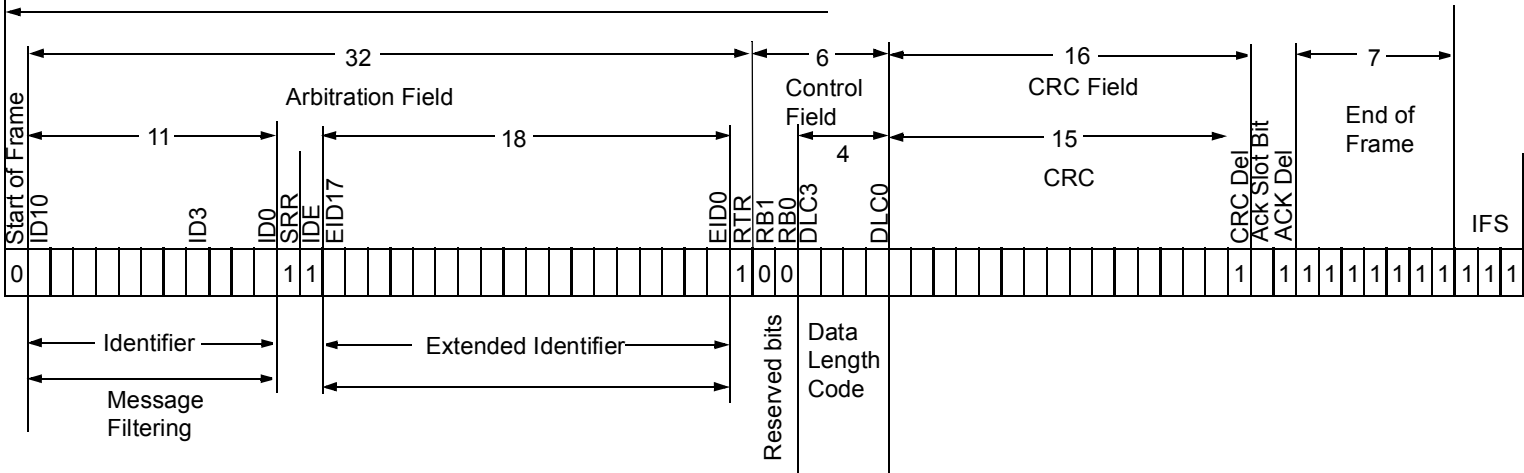 32
6
16
7
Arbitration Field
Control
Field
CRC Field
End of
Frame
11
18
4
15
CRC
Start of Frame
ID10
ID3
ID0
SRR
IDE
EID17
EID0
RTR
RB1
RB0
DLC3
DLC0
CRC Del
Ack Slot Bit
ACK Del
IFS
0 1 1 1 0 0 1 1 1 1 1 1 1 1 1 1 1 1
Identifier
Extended Identifier
Message
Filtering
Reserved bits
Data
Length
Code